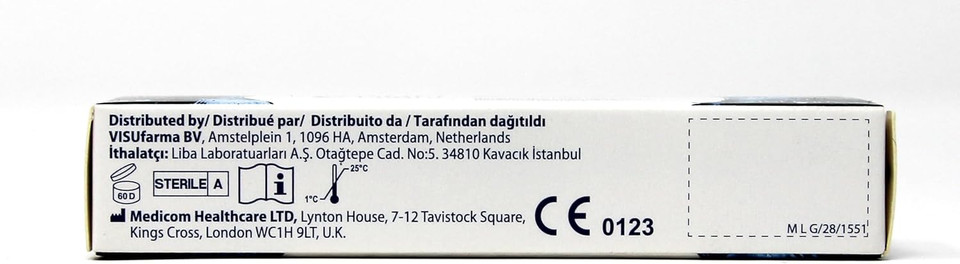 Distributed by/ Distribué par/ Distribuito da / Tarafından dağıtıldı
VISUfarma BV, Amstelplein 1, 1096 HA, Amsterdam, Netherlands
İthalatçı: Liba Laboratuarları A.Ş. Otağtepe Cad. No:5. 34810 Kavacık İstanbul
60 D
STERILE A
i
1°C
25°C
Medicom Healthcare LTD, Lynton House, 7-12 Tavistock Square,
Kings Cross, London WC1H 9LT, U.K.
CE 0123
MLG/28/1551